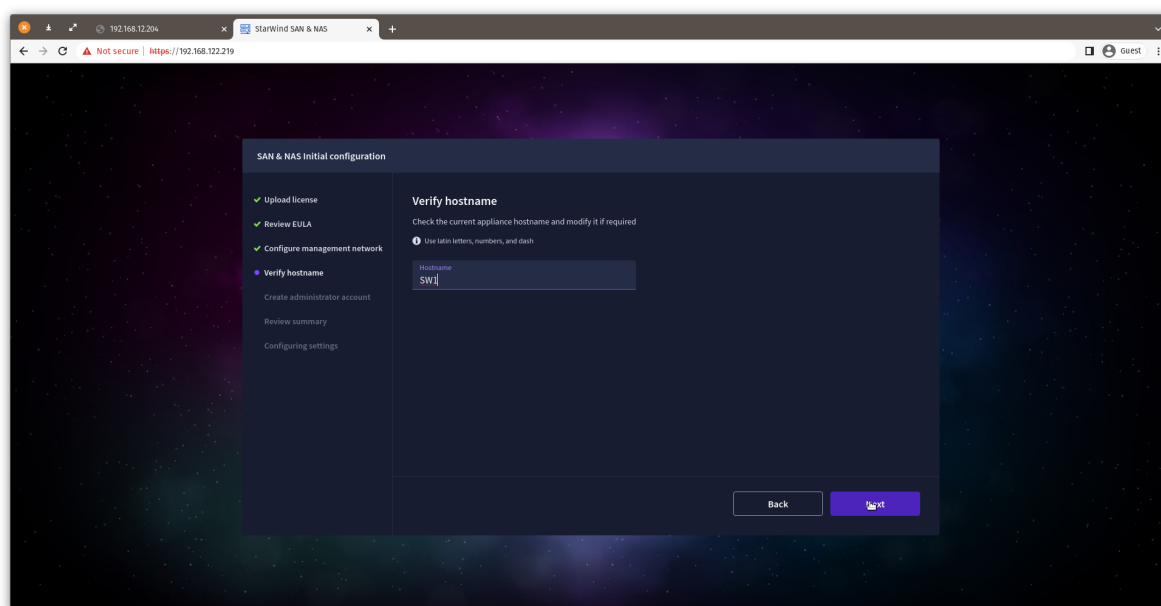 192.168.12.204
StarWind SAN & NAS
Not secure
https://192.168.122.219
Guest
SAN & NAS Initial configuration
Upload license
Review EULA
Configure management network
Verify hostname
Create administrator account
Review summary
Configuring settings
Verify hostname
Check the current appliance hostname and modify it if required
Use latin letters, numbers, and dash
Hostname
SW1
Back
Next